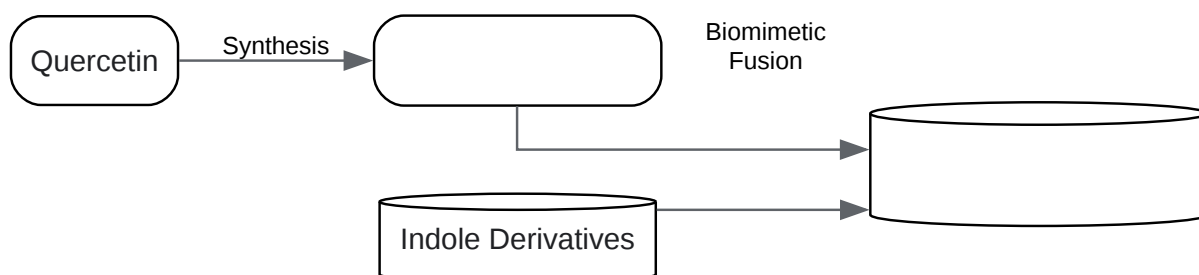 Quercetin
Synthesis
Biomimetic
Fusion
Indole Derivatives